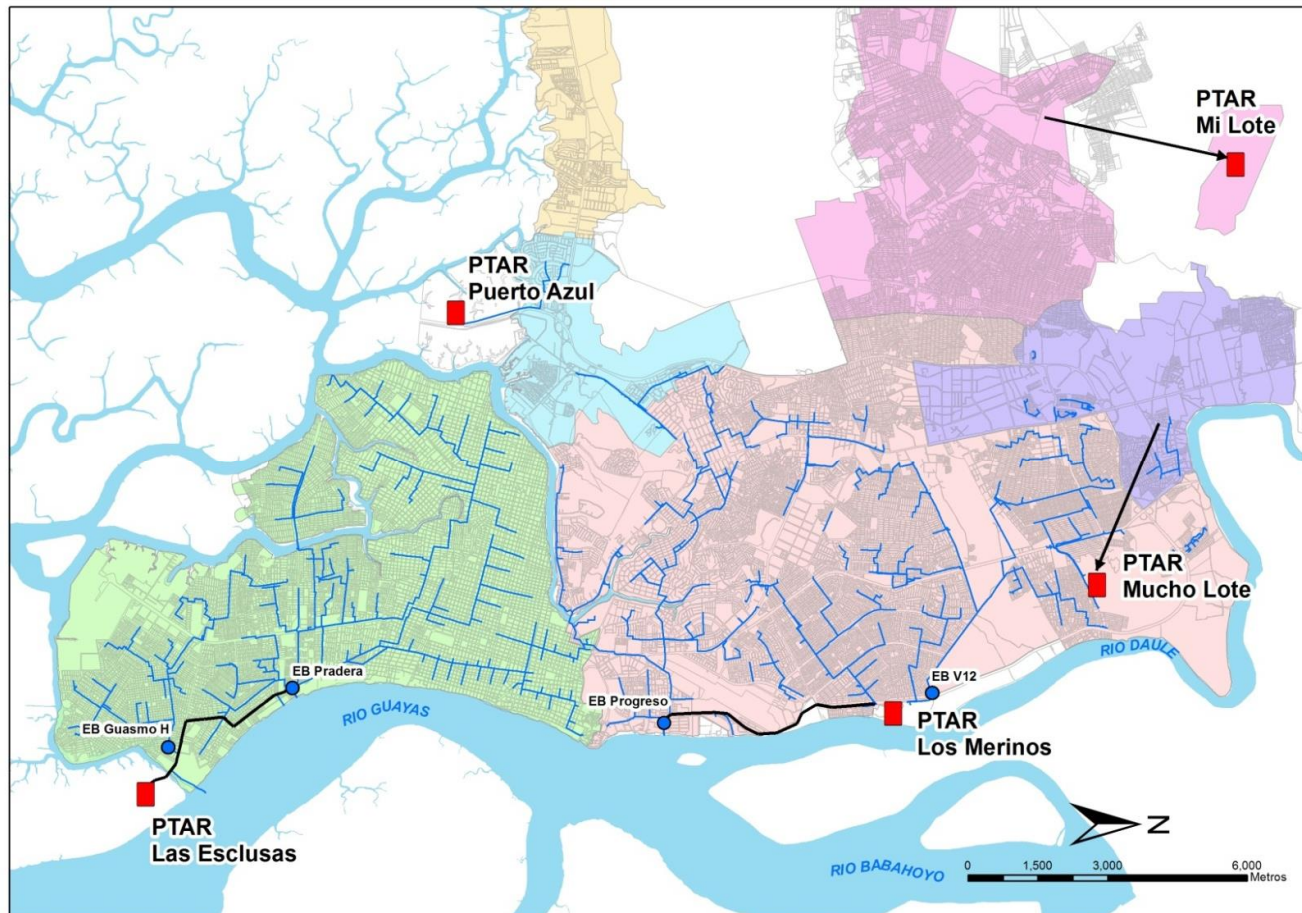 PTAR
Mi Lote
PTAR
Puerto Azul
PTAR
Mucho Lote
RIO DAULE
EB Pradera
EB V12
RIO GUAYAS
EB Progreso
EB Guasmo H
PTAR
Los Merinos
PTAR
Las Esclusas
N
RIO BABAHOYO
0 1,500 3,000 6,000
Metros